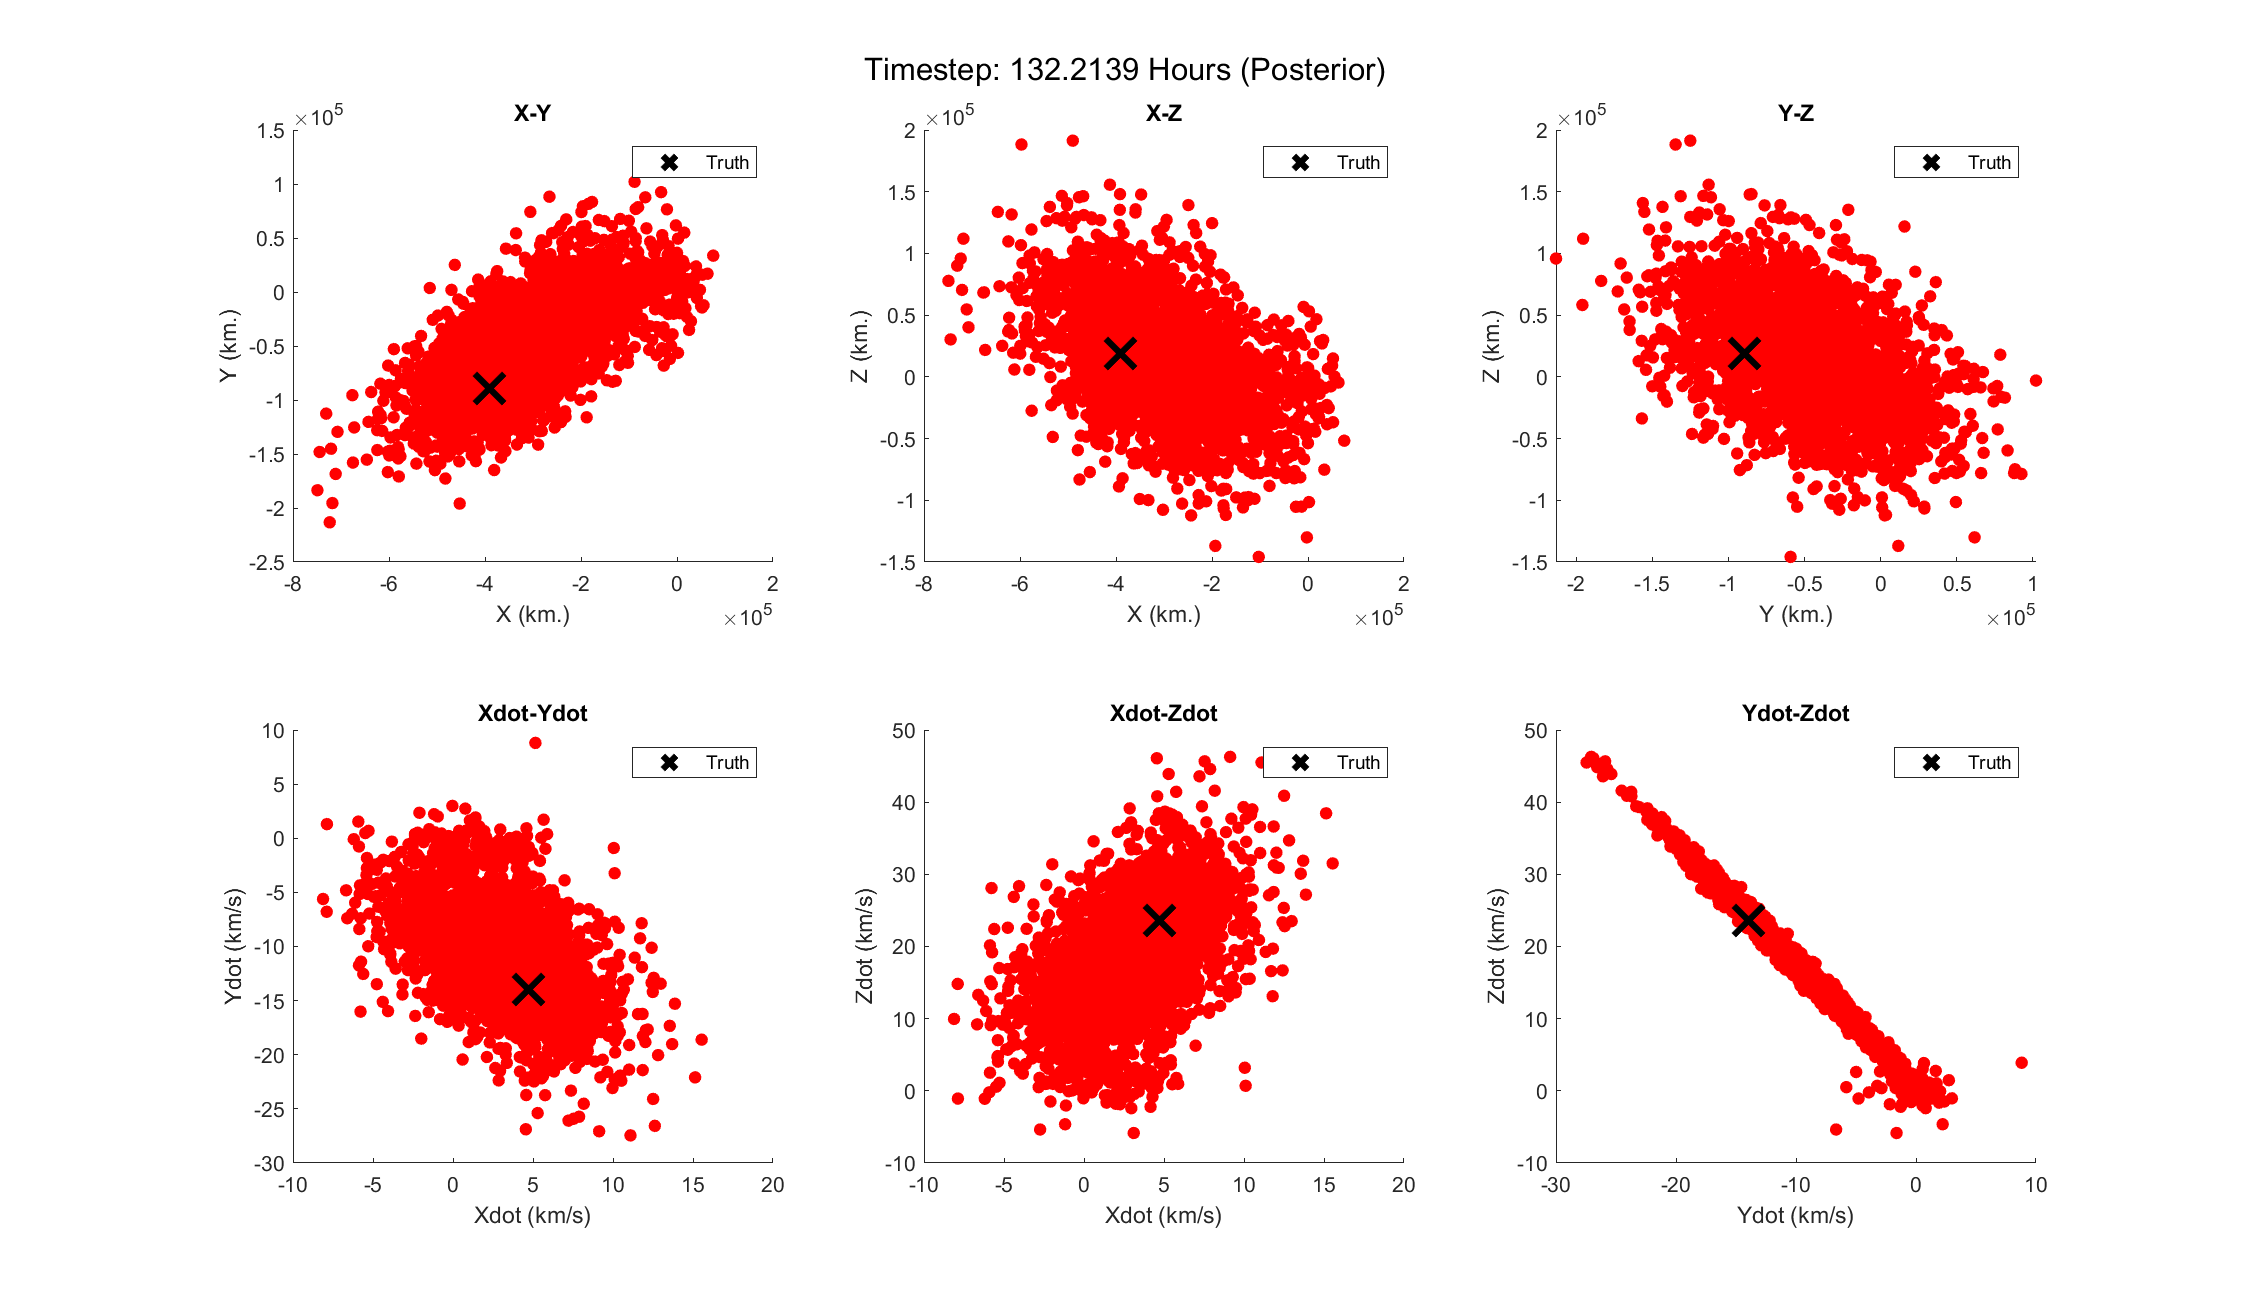 Timestep: 132.2139 Hours (Posterior)
X-Y
×10^5
1.5
1
0.5
0
-0.5
-1
-1.5
-2
-2.5
Y (km.)
Truth
-8 -6 -4 -2 0 2
X (km.)
×10^5
X-Z
×10^5
2
1.5
1
0.5
0
-0.5
-1
-1.5
Z (km.)
Truth
-8 -6 -4 -2 0 2
X (km.)
×10^5
Y-Z
×10^5
2
1.5
1
0.5
0
-0.5
-1
-1.5
Z (km.)
Truth
-2 -1.5 -1 -0.5 0 0.5 1
Y (km.)
×10^5
Xdot-Ydot
10
5
0
-5
-10
-15
-20
-25
-30
Ydot (km/s)
Truth
-10 -5 0 5 10 15 20
Xdot (km/s)
Xdot-Zdot
50
40
30
20
10
0
-10
Zdot (km/s)
Truth
-10 -5 0 5 10 15 20
Xdot (km/s)
Ydot-Zdot
50
40
30
20
10
0
-10
Zdot (km/s)
Truth
-30 -20 -10 0 10
Ydot (km/s)